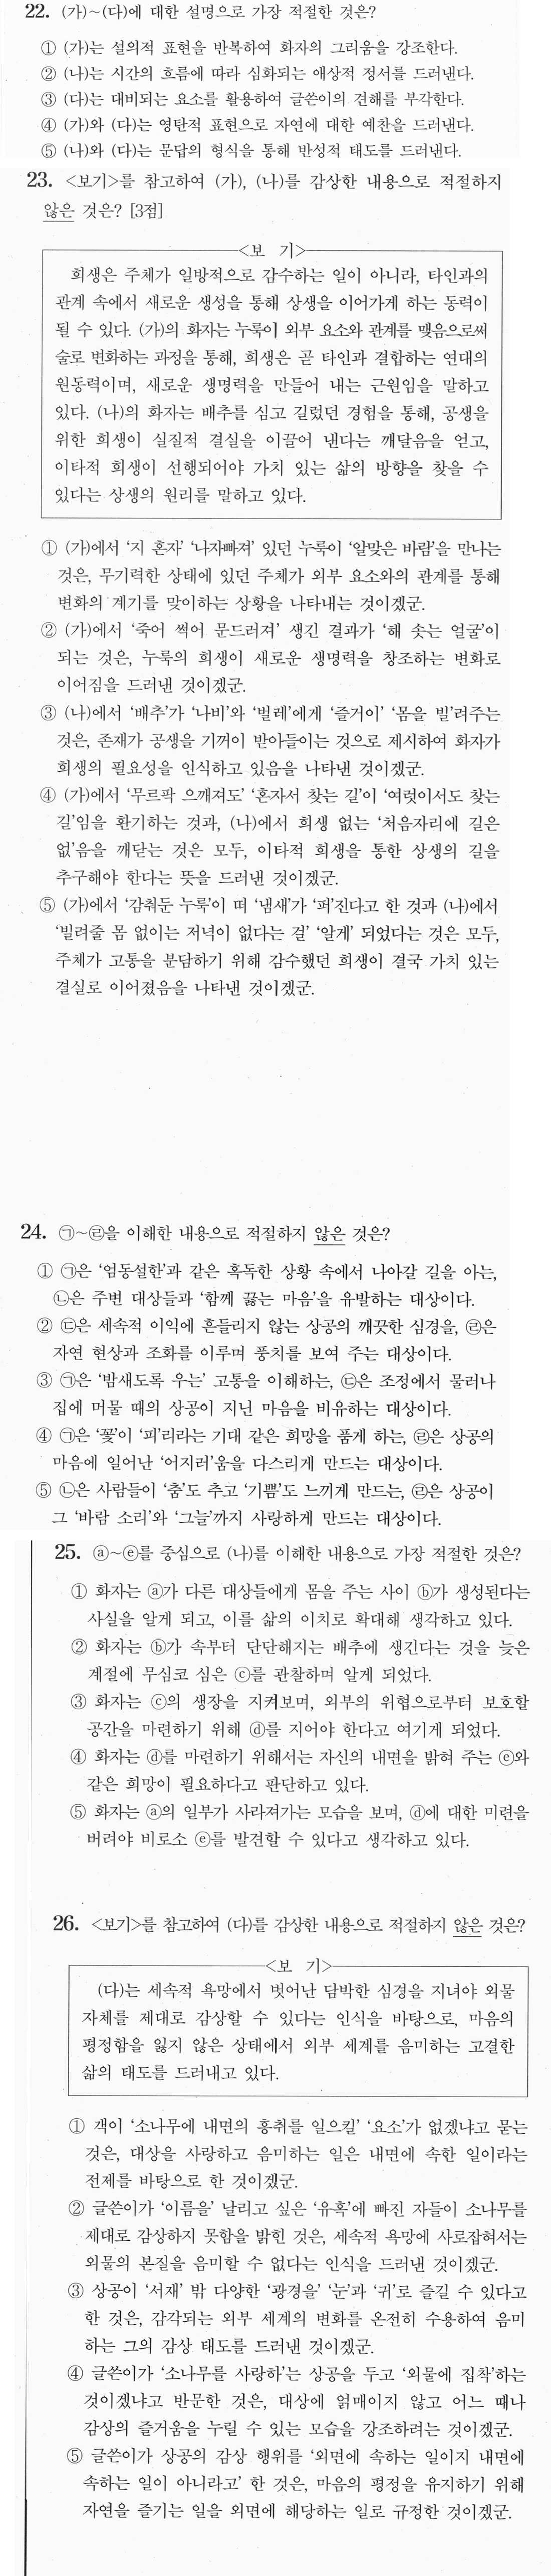 22. (가)~(다)에 대한 설명으로 가장 적절한 것은?
① (가)는 설의적 표현을 반복하여 화자의 그리움을 강조한다.
② (나)는 시간의 흐름에 따라 심화되는 애상적 정서를 드러낸다.
③ (다)는 대비되는 요소를 활용하여 글쓴이의 견해를 부각한다.
④ (가)와 (다)는 영탄적 표현으로 자연에 대한 예찬을 드러낸다.
⑤ (나)와 (다)는 문답의 형식을 통해 반성적 태도를 드러낸다.
23. <보기>를 참고하여 (가), (나)를 감상한 내용으로 적절하지
않은 것은? [3점]
<보 기>
희생은 주체가 일방적으로 감수하는 일이 아니라, 타인과의
관계 속에서 새로운 생성을 통해 상생을 이어가게 하는 동력이
될 수 있다. (가)의 화자는 누룩이 외부 요소와 관계를 맺음으로써
술로 변화하는 과정을 통해, 희생은 곧 타인과 결합하는 연대의
원동력이며, 새로운 생명력을 만들어 내는 근원임을 말하고
있다. (나)의 화자는 배추를 심고 길렀던 경험을 통해, 공생을
위한 희생이 실질적 결실을 이끌어 낸다는 깨달음을 얻고,
이타적 희생이 선행되어야 가치 있는 삶의 방향을 찾을 수
있다는 상생의 원리를 말하고 있다.
① (가)에서 ‘지 혼자’ ‘나자빠져’ 있던 누룩이 ‘알맞은 바람’을 만나는
것은, 무기력한 상태에 있던 주체가 외부 요소와의 관계를 통해
변화의 계기를 맞이하는 상황을 나타내는 것이겠군.
② (가)에서 ‘죽어 썩어 문드러져’ 생긴 결과가 ‘해 솟는 얼굴’이
되는 것은, 누룩의 희생이 새로운 생명력을 창조하는 변화로
이어짐을 드러낸 것이겠군.
③ (나)에서 ‘배추’가 ‘나비’와 ‘벌레’에게 ‘즐거이’ ‘몸을 빌’려주는
것은, 존재가 공생을 기꺼이 받아들이는 것으로 제시하여 화자가
희생의 필요성을 인식하고 있음을 나타낸 것이겠군.
④ (가)에서 ‘무르팍 으깨져도’ ‘혼자서 찾는 길’이 ‘여럿이서도 찾는
길’임을 환기하는 것과, (나)에서 희생 없는 ‘처음자리에 길은
없’음을 깨닫는 것은 모두, 이타적 희생을 통한 상생의 길을
추구해야 한다는 뜻을 드러낸 것이겠군.
⑤ (가)에서 ‘감춰둔 누룩’이 떠 ‘냄새’가 ‘퍼’진다고 한 것과 (나)에서
‘빌려줄 몸 없이는 저녁이 없다는 걸’ ‘알게’ 되었다는 것은 모두,
주체가 고통을 분담하기 위해 감수했던 희생이 결국 가치 있는
결실로 이어졌음을 나타낸 것이겠군.
24. ㉠~㉣을 이해한 내용으로 적절하지 않은 것은?
① ㉠은 ‘엄동설한’과 같은 혹독한 상황 속에서 나아갈 길을 아는,
㉡은 주변 대상들과 ‘함께 끓는 마음’을 유발하는 대상이다.
② ㉢은 세속적 이익에 흔들리지 않는 상공의 깨끗한 심경을, ㉣은
자연 현상과 조화를 이루며 풍치를 보여 주는 대상이다.
③ ㉠은 ‘밤새도록 우는’ 고통을 이해하는, ㉢은 조정에서 물러나
집에 머물 때의 상공이 지닌 마음을 비유하는 대상이다.
④ ㉠은 ‘꽃’이 ‘피’리라는 기대 같은 희망을 품게 하는, ㉣은 상공의
마음에 일어난 ‘어지러’움을 다스리게 만드는 대상이다.
⑤ ㉡은 사람들이 ‘춤’도 추고 ‘기쁨’도 느끼게 만드는, ㉣은 상공이
그 ‘바람 소리’와 ‘그늘’까지 사랑하게 만드는 대상이다.
25. ⓐ~ⓔ를 중심으로 (나)를 이해한 내용으로 가장 적절한 것은?
① 화자는 ⓐ가 다른 대상들에게 몸을 주는 사이 ⓑ가 생성된다는
사실을 알게 되고, 이를 삶의 이치로 확대해 생각하고 있다.
② 화자는 ⓑ가 속부터 단단해지는 배추에 생긴다는 것을 늦은
계절에 무심코 심은 ⓒ를 관찰하며 알게 되었다.
③ 화자는 ⓒ의 생장을 지켜보며, 외부의 위협으로부터 보호할
공간을 마련하기 위해 ⓓ를 지어야 한다고 여기게 되었다.
④ 화자는 ⓓ를 마련하기 위해서는 자신의 내면을 밝혀 주는 ⓔ와
같은 희망이 필요하다고 판단하고 있다.
⑤ 화자는 ⓐ의 일부가 사라져가는 모습을 보며, ⓓ에 대한 미련을
버려야 비로소 ⓔ를 발견할 수 있다고 생각하고 있다.
26. <보기>를 참고하여 (다)를 감상한 내용으로 적절하지 않은 것은?
<보 기>
(다)는 세속적 욕망에서 벗어난 담박한 심경을 지녀야 외물
자체를 제대로 감상할 수 있다는 인식을 바탕으로, 마음의
평정함을 잃지 않은 상태에서 외부 세계를 음미하는 고결한
삶의 태도를 드러내고 있다.
① 객이 ‘소나무에 내면의 흥취를 일으킬’ ‘요소’가 없겠냐고 묻는
것은, 대상을 사랑하고 음미하는 일은 내면에 속한 일이라는
전제를 바탕으로 한 것이겠군.
② 글쓴이가 ‘이름을’ 날리고 싶은 ‘유혹’에 빠진 자들이 소나무를
제대로 감상하지 못함을 밝힌 것은, 세속적 욕망에 사로잡혀서는
외물의 본질을 음미할 수 없다는 인식을 드러낸 것이겠군.
③ 상공이 ‘서재’ 밖 다양한 ‘광경을’ ‘눈’과 ‘귀’로 즐길 수 있다고
한 것은, 감각되는 외부 세계의 변화를 온전히 수용하여 음미
하는 그의 감상 태도를 드러낸 것이겠군.
④ 글쓴이가 ‘소나무를 사랑하’는 상공을 두고 ‘외물에 집착’하는
것이겠냐고 반문한 것은, 대상에 얽매이지 않고 어느 때나
감상의 즐거움을 누릴 수 있는 모습을 강조하려는 것이겠군.
⑤ 글쓴이가 상공의 감상 행위를 ‘외면에 속하는 일이지 내면에
속하는 일이 아니라고’ 한 것은, 마음의 평정을 유지하기 위해
자연을 즐기는 일을 외면에 해당하는 일로 규정한 것이겠군.